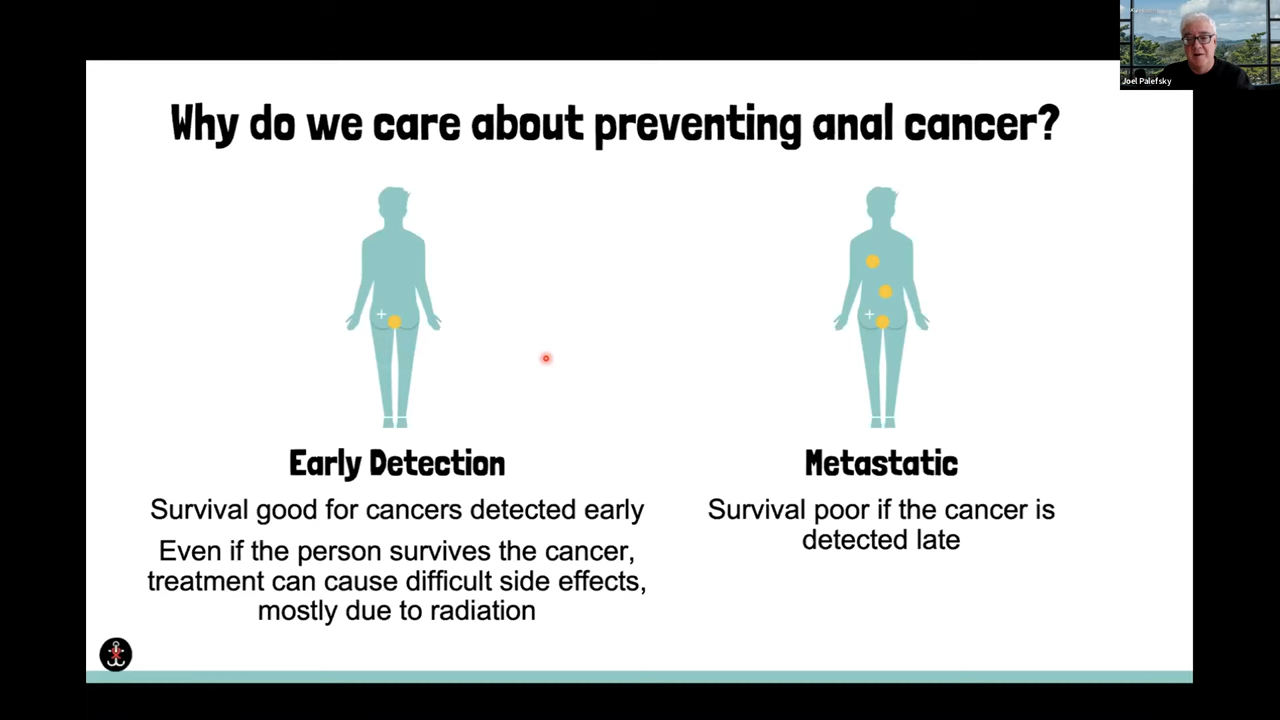 Joel Palefsky
Why do we care about preventing anal cancer?
Early Detection
Survival good for cancers detected early
Even if the person survives the cancer,
treatment can cause difficult side effects,
mostly due to radiation
Metastatic
Survival poor if the cancer is
detected late